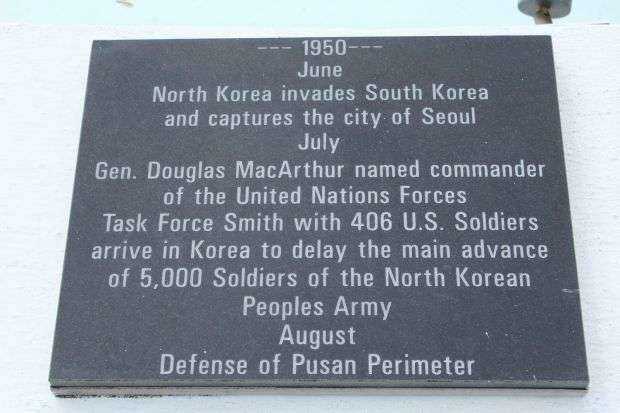 --- 1950---
June
North Korea invades South Korea
and captures the city of Seoul
July
Gen. Douglas MacArthur named commander
of the United Nations Forces
Task Force Smith with 406 U.S. Soldiers
arrive in Korea to delay the main advance
of 5,000 Soldiers of the North Korean
Peoples Army
August
Defense of Pusan Perimeter